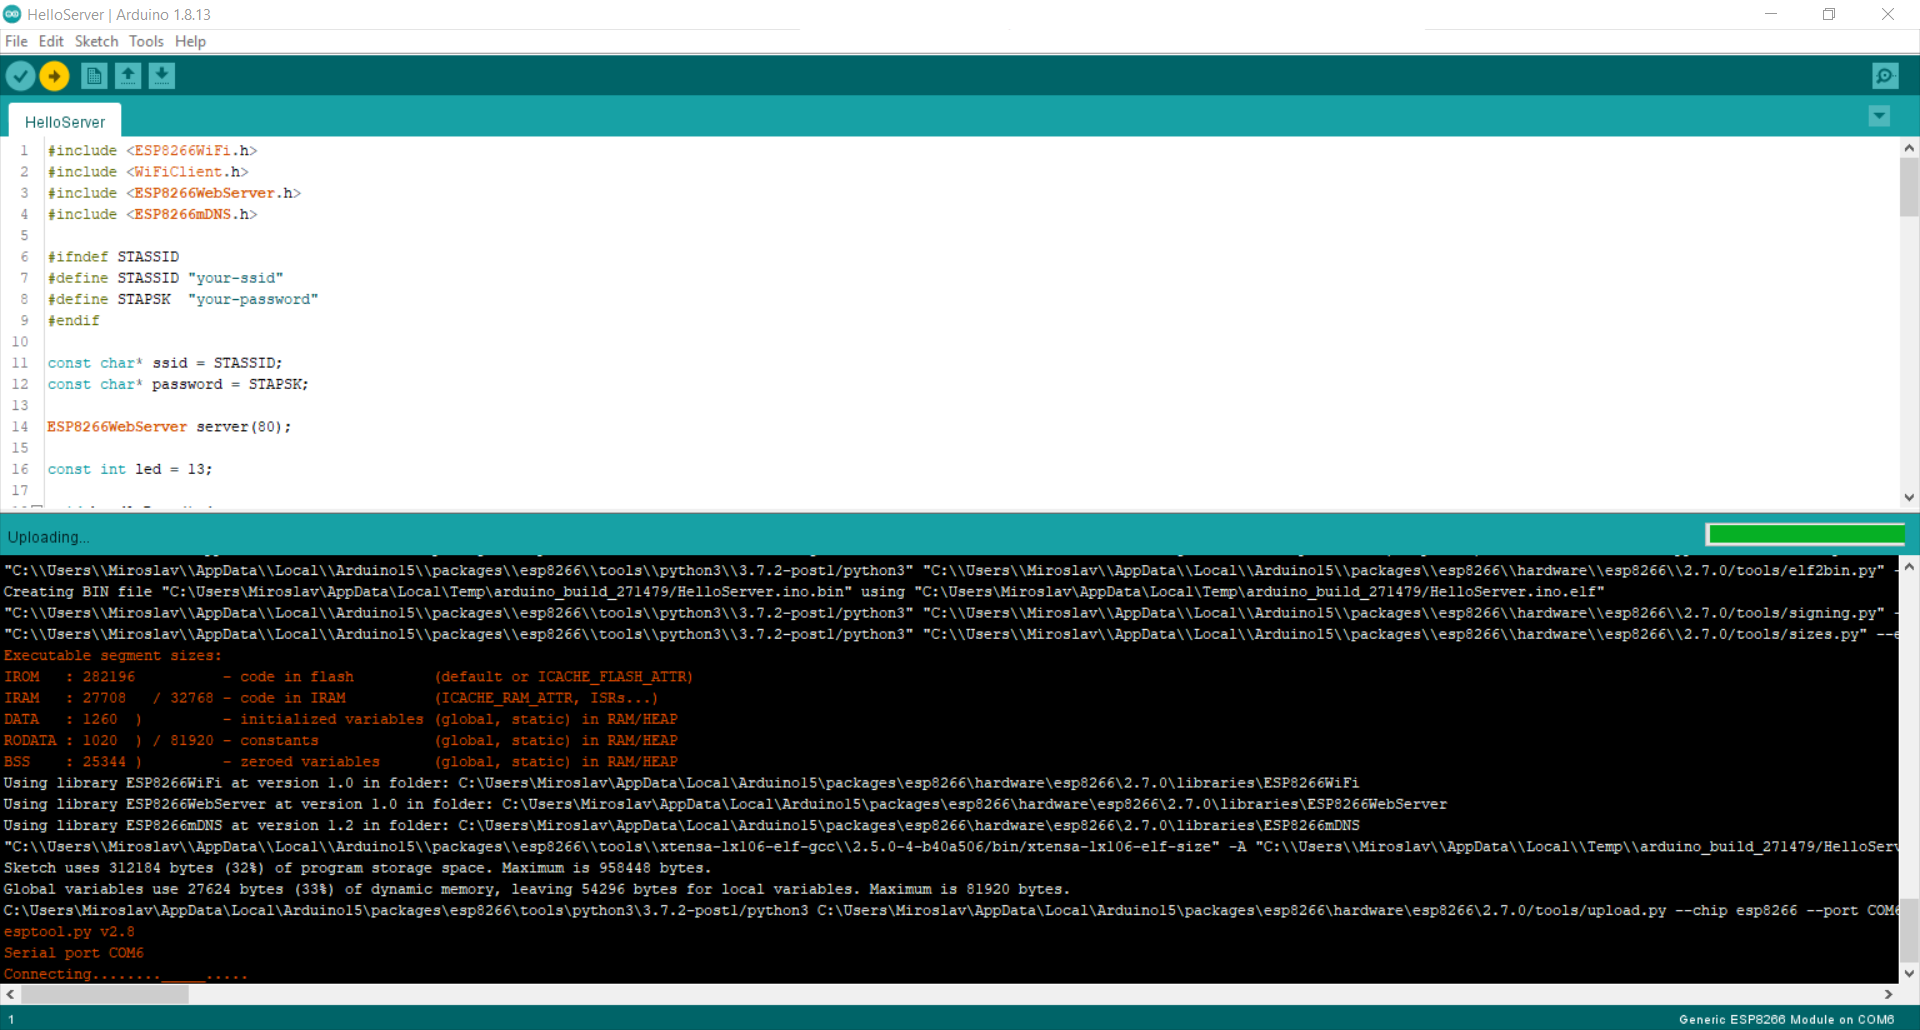 HelloServer | Arduino 1.8.13
File Edit Sketch Tools Help
HelloServer
1 #include <ESP8266WiFi.h>
2 #include <WiFiClient.h>
3 #include <ESP8266WebServer.h>
4 #include <ESP8266mDNS.h>
5
6 #ifndef STASSID
7 #define STASSID "your-ssid"
8 #define STAPSK  "your-password"
9 #endif
10
11 const char* ssid = STASSID;
12 const char* password = STAPSK;
13
14 ESP8266WebServer server(80);
15
16 const int led = 13;
17
Uploading...
"C:\\Users\\Miroslav\\AppData\\Local\\Arduino15\\packages\\esp8266\\tools\\python3\\3.7.2-post1/python3" "C:\\Users\\Miroslav\\AppData\\Local\\Arduino15\\packages\\esp8266\\hardware\\esp8266\\2.7.0/tools/elf2bin.py" -
Creating BIN file "C:\Users\Miroslav\AppData\Local\Temp\arduino_build_271479/HelloServer.ino.bin" using "C:\Users\Miroslav\AppData\Local\Temp\arduino_build_271479/HelloServer.ino.elf"
"C:\\Users\\Miroslav\\AppData\\Local\\Arduino15\\packages\\esp8266\\tools\\python3\\3.7.2-post1/python3" "C:\\Users\\Miroslav\\AppData\\Local\\Arduino15\\packages\\esp8266\\hardware\\esp8266\\2.7.0/tools/signing.py" -
"C:\\Users\\Miroslav\\AppData\\Local\\Arduino15\\packages\\esp8266\\tools\\python3\\3.7.2-post1/python3" "C:\\Users\\Miroslav\\AppData\\Local\\Arduino15\\packages\\esp8266\\hardware\\esp8266\\2.7.0/tools/sizes.py" --e
Executable segment sizes:
IROM   : 282196          - code in flash         (default or ICACHE_FLASH_ATTR)
IRAM   : 27708   / 32768 - code in IRAM          (ICACHE_RAM_ATTR, ISRs...)
DATA   : 1260  )         - initialized variables (global, static) in RAM/HEAP
RODATA : 1020  ) / 81920 - constants             (global, static) in RAM/HEAP
BSS    : 25344 )         - zeroed variables      (global, static) in RAM/HEAP
Using library ESP8266WiFi at version 1.0 in folder: C:\Users\Miroslav\AppData\Local\Arduino15\packages\esp8266\hardware\esp8266\2.7.0\libraries\ESP8266WiFi
Using library ESP8266WebServer at version 1.0 in folder: C:\Users\Miroslav\AppData\Local\Arduino15\packages\esp8266\hardware\esp8266\2.7.0\libraries\ESP8266WebServer
Using library ESP8266mDNS at version 1.2 in folder: C:\Users\Miroslav\AppData\Local\Arduino15\packages\esp8266\hardware\esp8266\2.7.0\libraries\ESP8266mDNS
"C:\\Users\\Miroslav\\AppData\\Local\\Arduino15\\packages\\esp8266\\tools\\xtensa-lx106-elf-gcc\\2.5.0-4-b40a506/bin/xtensa-lx106-elf-size" -A "C:\\Users\\Miroslav\\AppData\\Local\\Temp\\arduino_build_271479/HelloServ
Sketch uses 312184 bytes (32%) of program storage space. Maximum is 958448 bytes.
Global variables use 27624 bytes (33%) of dynamic memory, leaving 54296 bytes for local variables. Maximum is 81920 bytes.
C:\Users\Miroslav\AppData\Local\Arduino15\packages\esp8266\tools\python3\3.7.2-post1/python3 C:\Users\Miroslav\AppData\Local\Arduino15\packages\esp8266\hardware\esp8266\2.7.0/tools/upload.py --chip esp8266 --port COM6
esptool.py v2.8
Serial port COM6
Connecting........_____.....
1
Generic ESP8266 Module on COM6